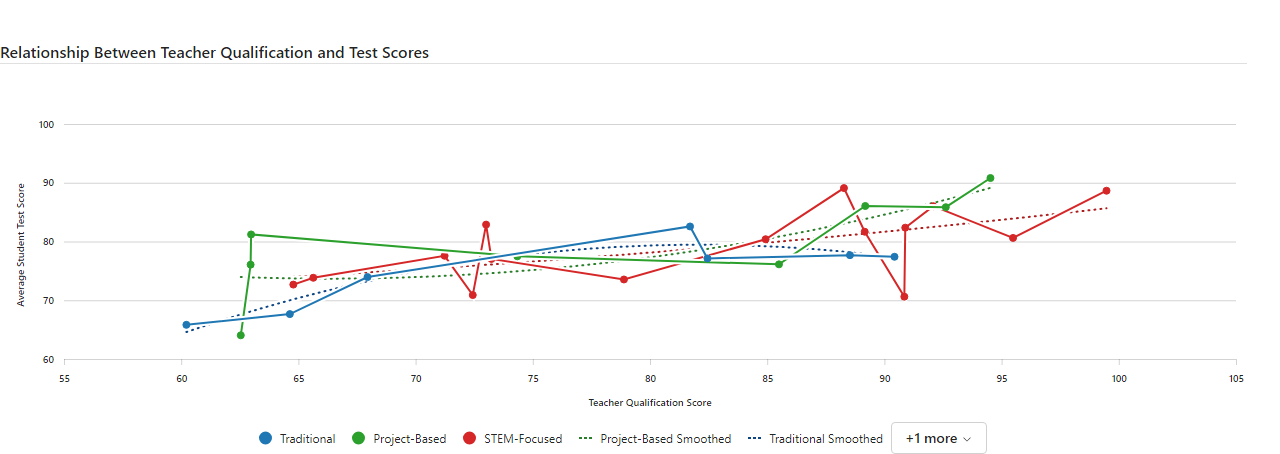 Relationship Between Teacher Qualification and Test Scores
100
90
80
70
60
Average Student Test Score
55 60 65 70 75 80 85 90 95 100 105
Teacher Qualification Score
Traditional Project-Based STEM-Focused Project-Based Smoothed Traditional Smoothed +1 more